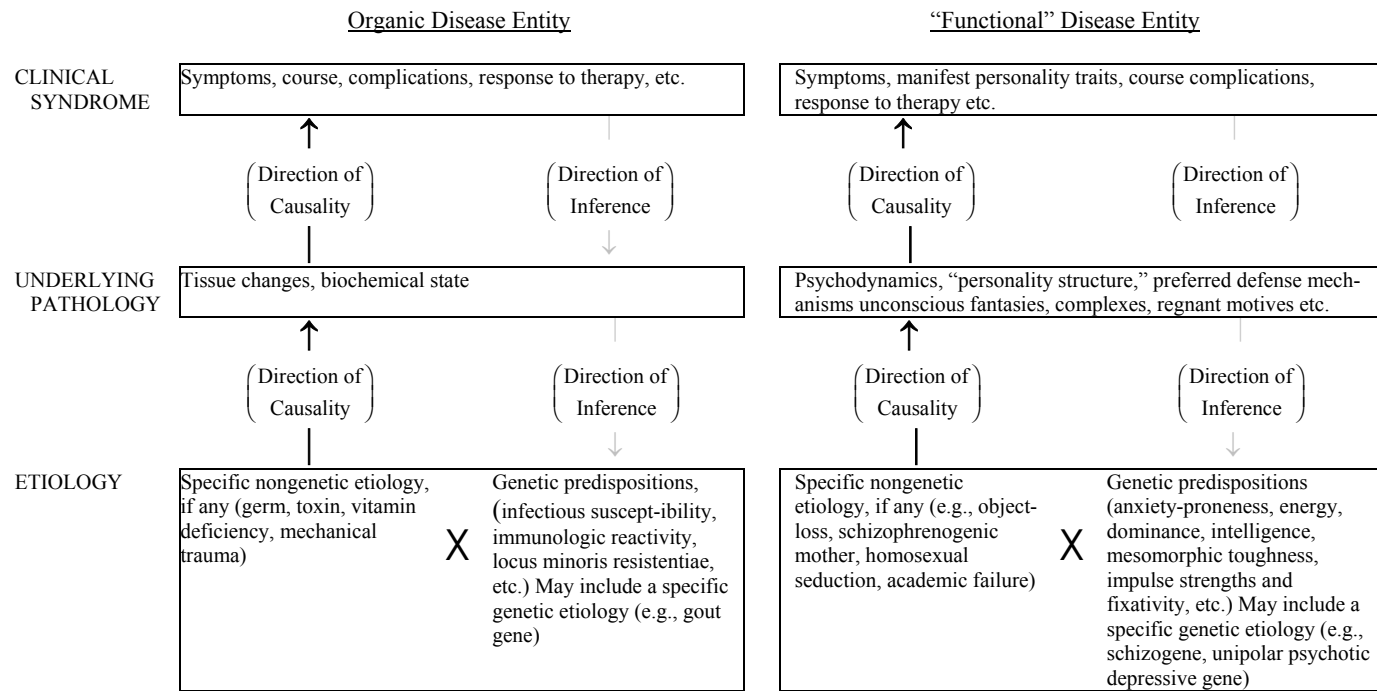 Organic Disease Entity
“Functional” Disease Entity
CLINICAL
SYNDROME
Symptoms, course, complications, response to therapy, etc.
Symptoms, manifest personality traits, course complications,
response to therapy etc.
Direction of
Causality
Direction of
Inference
Direction of
Causality
Direction of
Inference
UNDERLYING
PATHOLOGY
Tissue changes, biochemical state
Psychodynamics, “personality structure,” preferred defense mech-
anisms unconscious fantasies, complexes, regnant motives etc.
Direction of
Causality
Direction of
Inference
Direction of
Causality
Direction of
Inference
ETIOLOGY
Specific nongenetic etiology,
if any (germ, toxin, vitamin
deficiency, mechanical
trauma)
X
Genetic predispositions,
(infectious suscept-ibility,
immunologic reactivity,
locus minoris resistentiae,
etc.) May include a specific
genetic etiology (e.g., gout
gene)
Specific nongenetic
etiology, if any (e.g., object-
loss, schizophrenogenic
mother, homosexual
seduction, academic failure)
X
Genetic predispositions
(anxiety-proneness, energy,
dominance, intelligence,
mesomorphic toughness,
impulse strengths and
fixativity, etc.) May include a
specific genetic etiology (e.g.,
schizogene, unipolar psychotic
depressive gene)